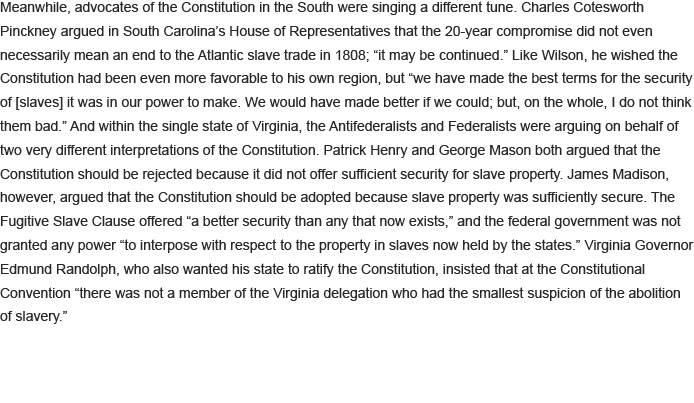 Meanwhile, advocates of the Constitution in the South were singing a different tune. Charles Cotesworth
Pinckney argued in South Carolina’s House of Representatives that the 20-year compromise did not even
necessarily mean an end to the Atlantic slave trade in 1808; “it may be continued.” Like Wilson, he wished the
Constitution had been even more favorable to his own region, but “we have made the best terms for the security
of [slaves] it was in our power to make. We would have made better if we could; but, on the whole, I do not think
them bad.” And within the single state of Virginia, the Antifederalists and Federalists were arguing on behalf of
two very different interpretations of the Constitution. Patrick Henry and George Mason both argued that the
Constitution should be rejected because it did not offer sufficient security for slave property. James Madison,
however, argued that the Constitution should be adopted because slave property was sufficiently secure. The
Fugitive Slave Clause offered “a better security than any that now exists,” and the federal government was not
granted any power “to interpose with respect to the property in slaves now held by the states.” Virginia Governor
Edmund Randolph, who also wanted his state to ratify the Constitution, insisted that at the Constitutional
Convention “there was not a member of the Virginia delegation who had the smallest suspicion of the abolition
of slavery.”